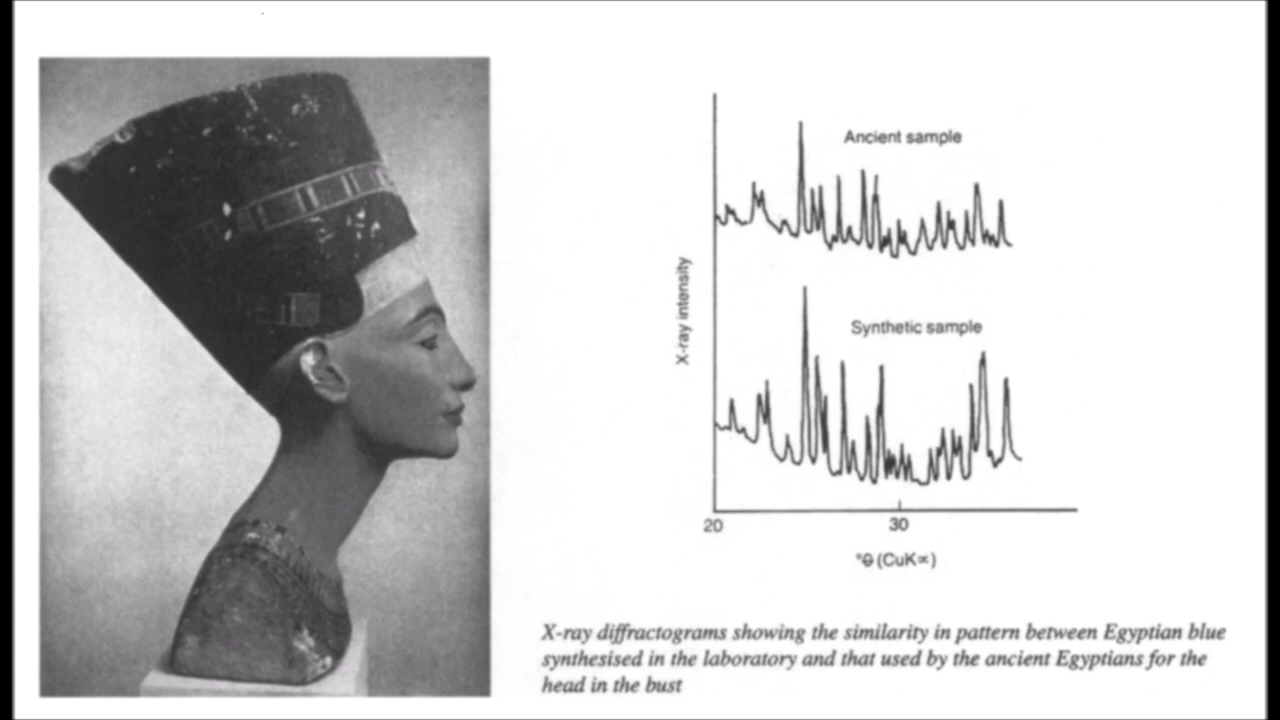 Ancient sample
X-ray intensity
Synthetic sample
20 30
°θ (CuK∝)
X-ray diffractograms showing the similarity in pattern between Egyptian blue
synthesised in the laboratory and that used by the ancient Egyptians for the
head in the bust